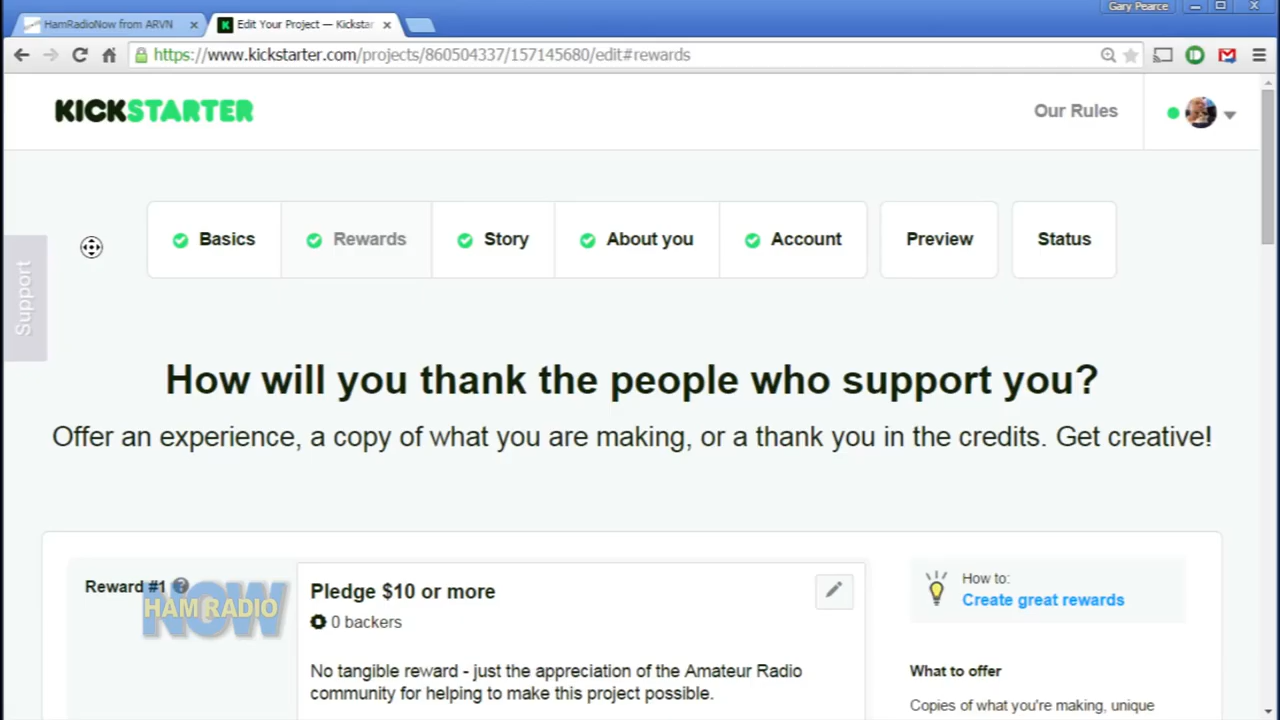 Gary Pearce
HamRadioNow from ARVN
Edit Your Project — Kickstar
https://www.kickstarter.com/projects/860504337/157145680/edit#rewards
KICKSTARTER
Our Rules
Basics
Rewards
Story
About you
Account
Preview
Status
Support
How will you thank the people who support you?
Offer an experience, a copy of what you are making, or a thank you in the credits. Get creative!
Reward #1 ?
HAM RADIO
NOW
Pledge $10 or more
0 backers
No tangible reward - just the appreciation of the Amateur Radio
community for helping to make this project possible.
How to:
Create great rewards
What to offer
Copies of what you're making, unique